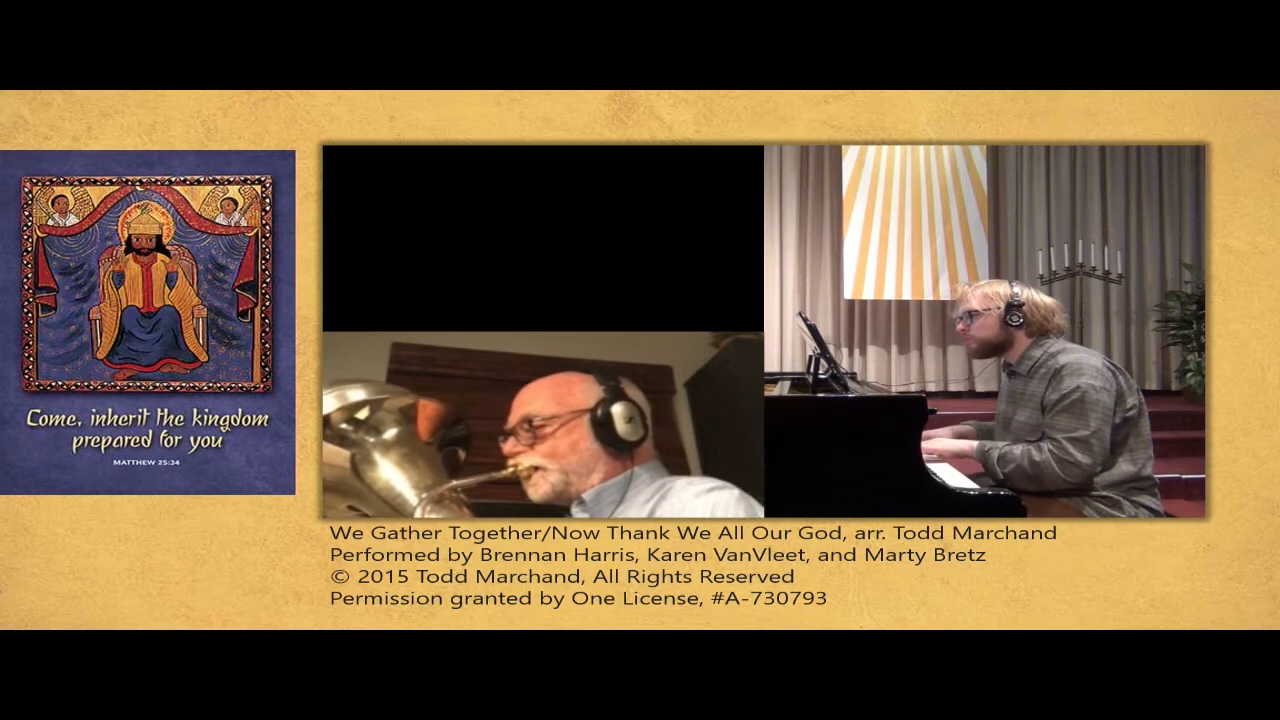 Come, inherit the kingdom
prepared for you
MATTHEW 25:34
We Gather Together/Now Thank We All Our God, arr. Todd Marchand
Performed by Brennan Harris, Karen VanVleet, and Marty Bretz
© 2015 Todd Marchand, All Rights Reserved
Permission granted by One License, #A-730793